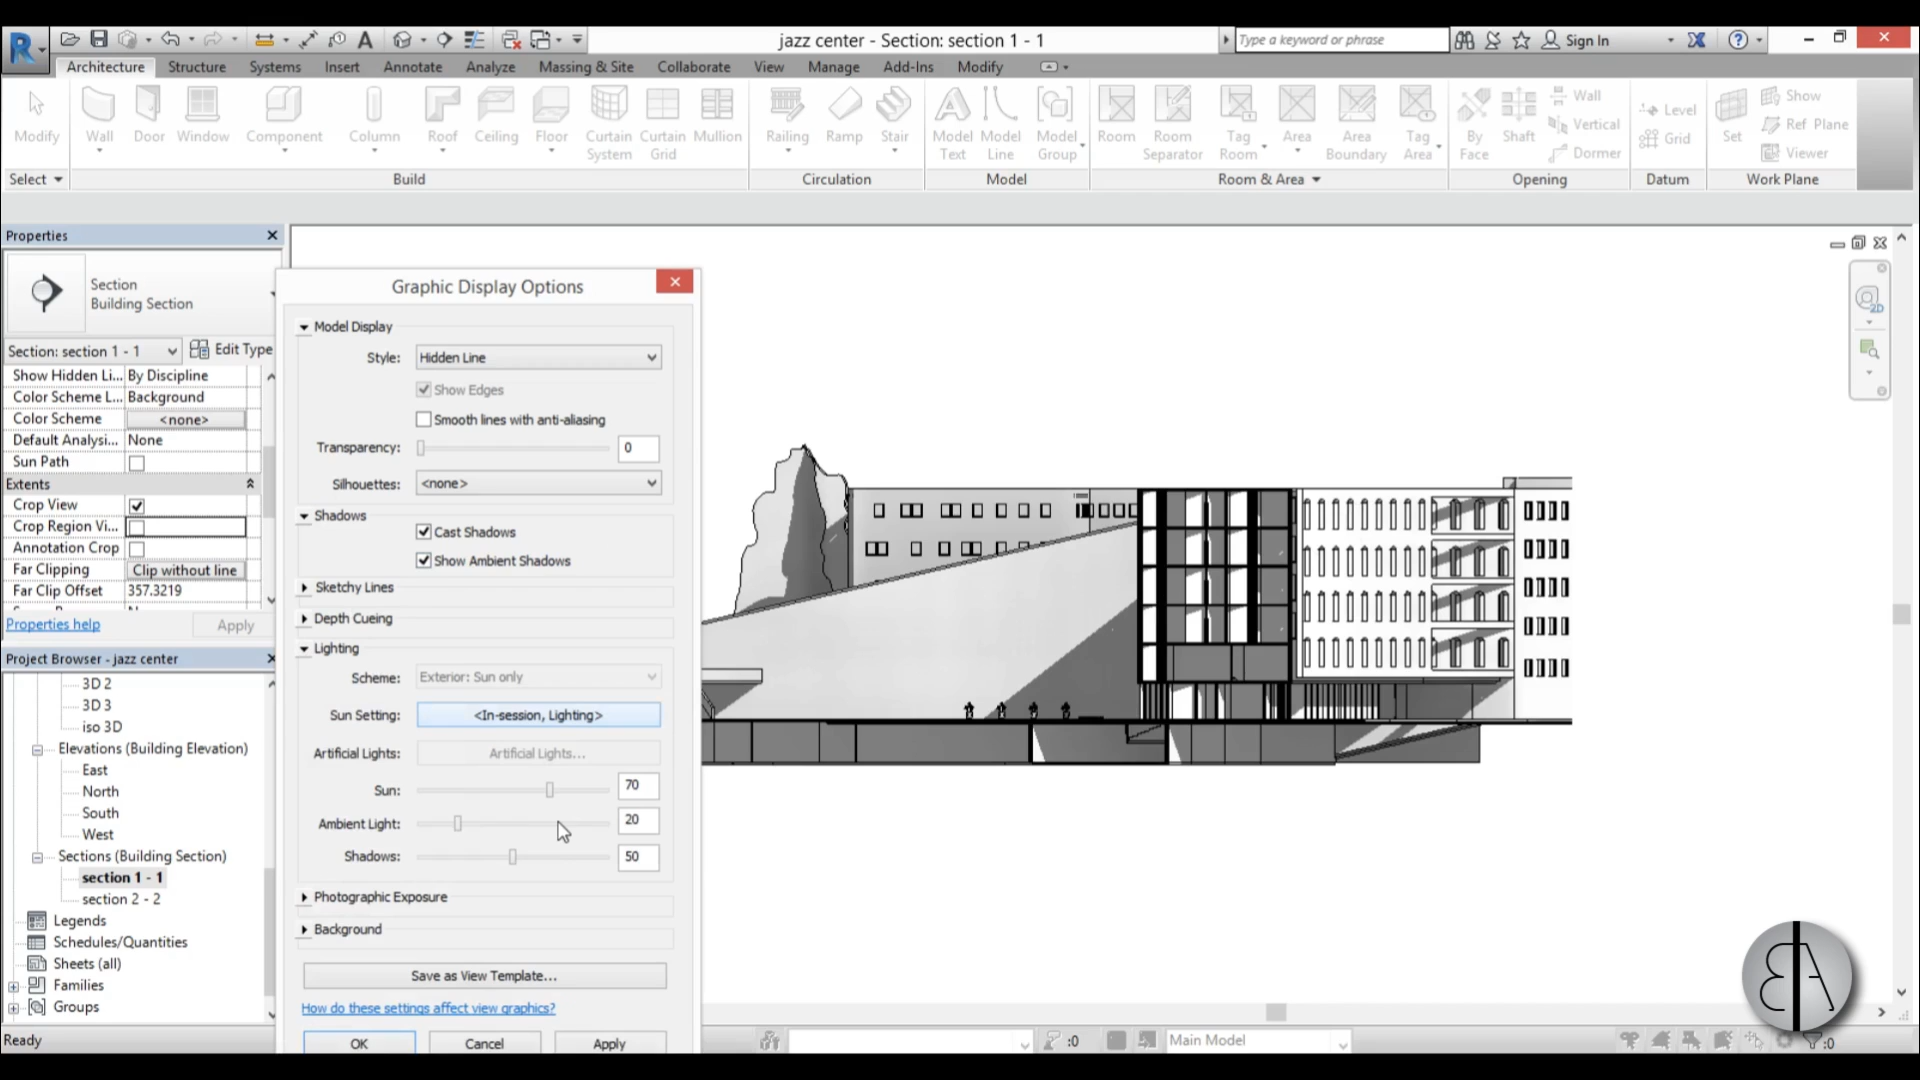 jazz center - Section: section 1 - 1
Type a keyword or phrase
Sign In
Architecture Structure Systems Insert Annotate Analyze Massing & Site Collaborate View Manage Add-Ins Modify
Modify
Wall Door Window Component Column Roof Ceiling Floor Curtain System Curtain Grid Mullion
Railing Ramp Stair
Model Text Model Line Model Group
Room Room Separator Tag Room Area Area Boundary Tag Area
By Face Shaft Wall Vertical Dormer
Level
Grid
Set Show Ref Plane Viewer
Select Build Circulation Model Room & Area Opening Datum Work Plane
Properties
Section
Building Section
Section: section 1 - 1 Edit Type
Show Hidden Li... By Discipline
Color Scheme L... Background
Color Scheme <none>
Default Analysi... None
Sun Path
Extents
Crop View
Crop Region Vi...
Annotation Crop
Far Clipping Clip without line
Far Clip Offset 357.3219
Properties help Apply
Project Browser - jazz center
3D 2
3D 3
iso 3D
Elevations (Building Elevation)
East
North
South
West
Sections (Building Section)
section 1 - 1
section 2 - 2
Legends
Schedules/Quantities
Sheets (all)
Families
Groups
Graphic Display Options
Model Display
Style: Hidden Line
Show Edges
Smooth lines with anti-aliasing
Transparency: 0
Silhouettes: <none>
Shadows
Cast Shadows
Show Ambient Shadows
Sketchy Lines
Depth Cueing
Lighting
Scheme: Exterior: Sun only
Sun Setting: <In-session, Lighting>
Artificial Lights: Artificial Lights...
Sun: 70
Ambient Light: 20
Shadows: 50
Photographic Exposure
Background
Save as View Template...
How do these settings affect view graphics?
OK Cancel Apply
2D
Ready
:0
Main Model
:0